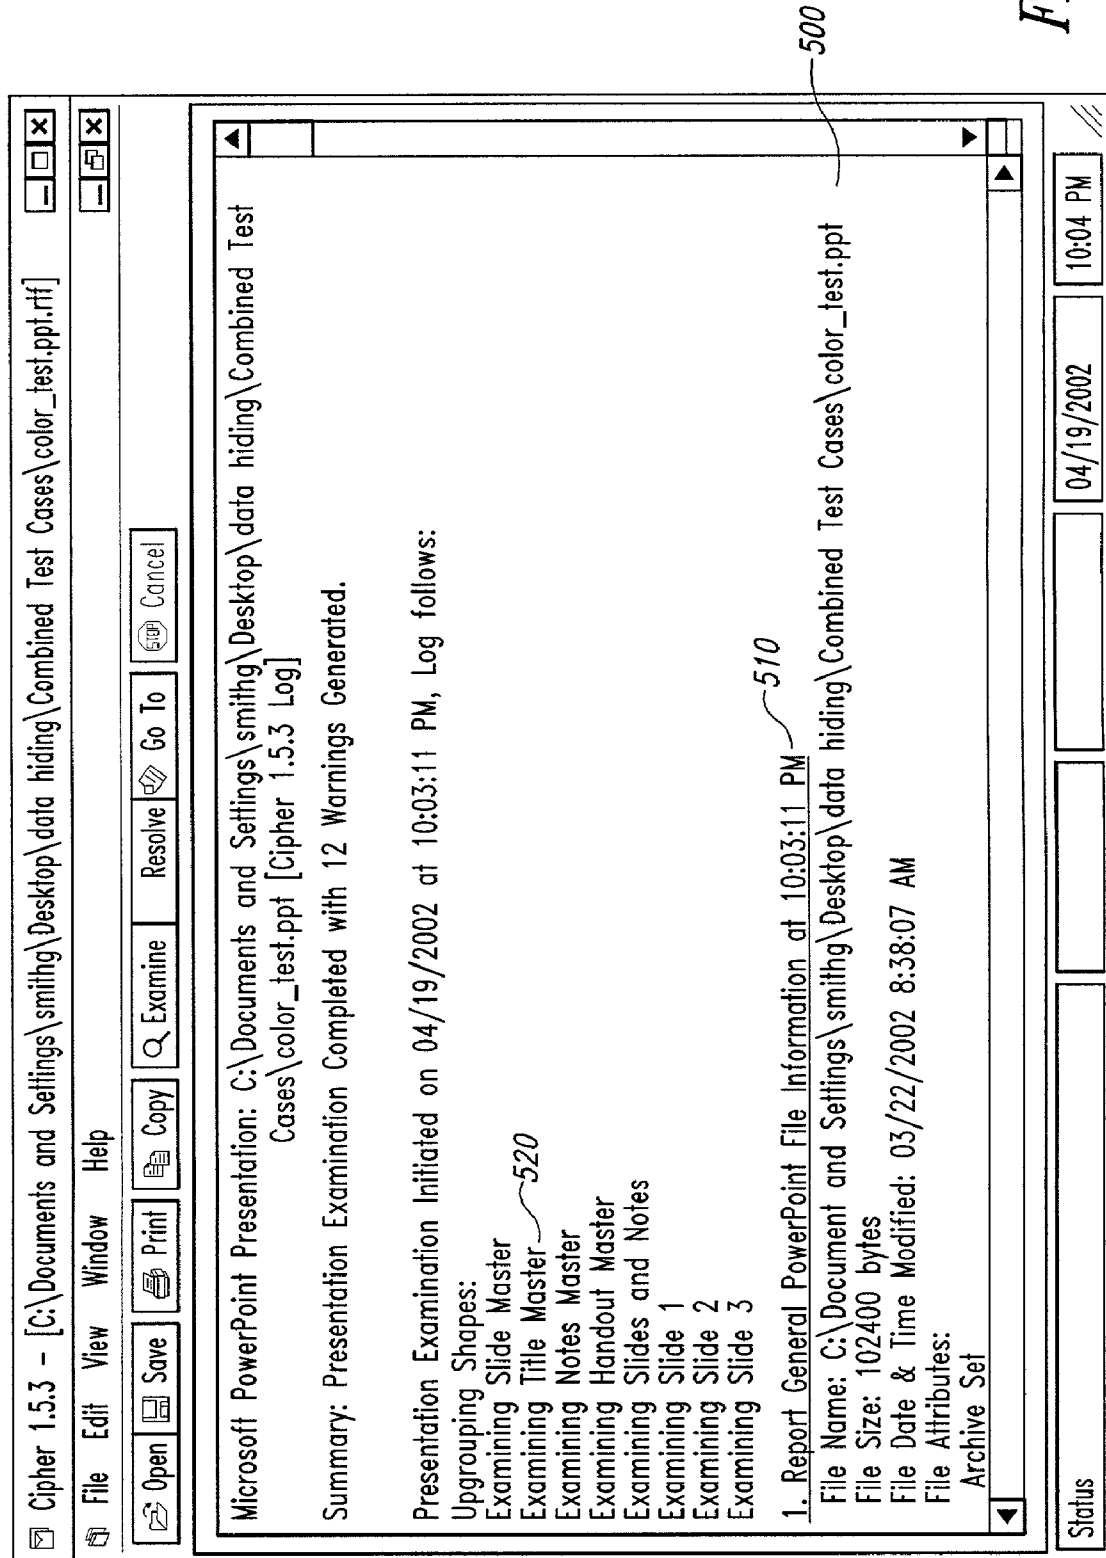 Cipher 1.5.3 - [C:\Documents and Settings\smithg\Desktop\data hiding\Combined Test Cases\color_test.ppt.rtf]
File Edit View Window Help
Open Save Print Copy Examine Resolve Go To STOP Cancel
Microsoft PowerPoint Presentation: C:\Documents and Settings\smithg\Desktop\data hiding\Combined Test
Cases\color_test.ppt [Cipher 1.5.3 Log]
Summary: Presentation Examination Completed with 12 Warnings Generated.
Presentation Examination Initiated on 04/19/2002 at 10:03:11 PM, Log follows:
Upgrouping Shapes:
Examining Slide Master
Examining Title Master 520
Examining Notes Master
Examining Handout Master
Examining Slides and Notes
Examining Slide 1
Examining Slide 2
Examining Slide 3
1. Report General PowerPoint File Information at 10:03:11 PM 510
File Name: C:\Document and Settings\smithg\Desktop\data hiding\Combined Test Cases\color_test.ppt
File Size: 102400 bytes
File Date & Time Modified: 03/22/2002 8:38:07 AM
File Attributes:
Archive Set
500
Status 04/19/2002 10:04 PM